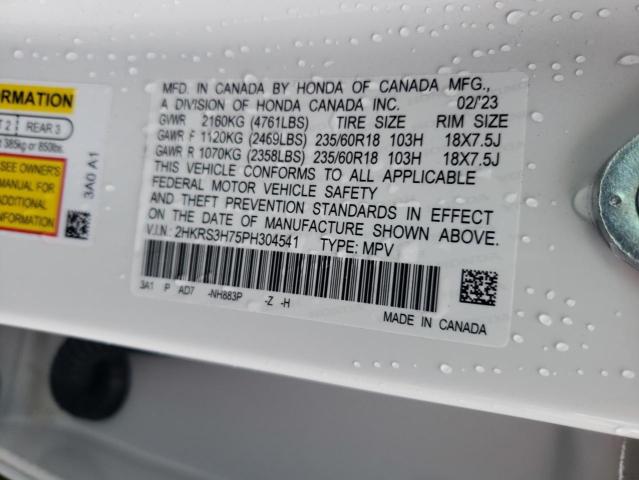 ORMATION
T 2 REAR 3
385kg or 850lbs.
SEE OWNER'S
MANUAL FOR
ADDITIONAL
INFORMATION
3A0 A1
MFD. IN CANADA BY HONDA OF CANADA MFG.,
A DIVISION OF HONDA CANADA INC. 02/'23
GVWR 2160KG (4761LBS) TIRE SIZE RIM SIZE
GAWR F 1120KG (2469LBS) 235/60R18 103H 18X7.5J
GAWR R 1070KG (2358LBS) 235/60R18 103H 18X7.5J
THIS VEHICLE CONFORMS TO ALL APPLICABLE
FEDERAL MOTOR VEHICLE SAFETY
AND THEFT PREVENTION STANDARDS IN EFFECT
ON THE DATE OF MANUFACTURE SHOWN ABOVE.
V.I.N: 2HKRS3H75PH304541 TYPE: MPV
3A1 P AD7 -NH883P -Z -H
MADE IN CANADA